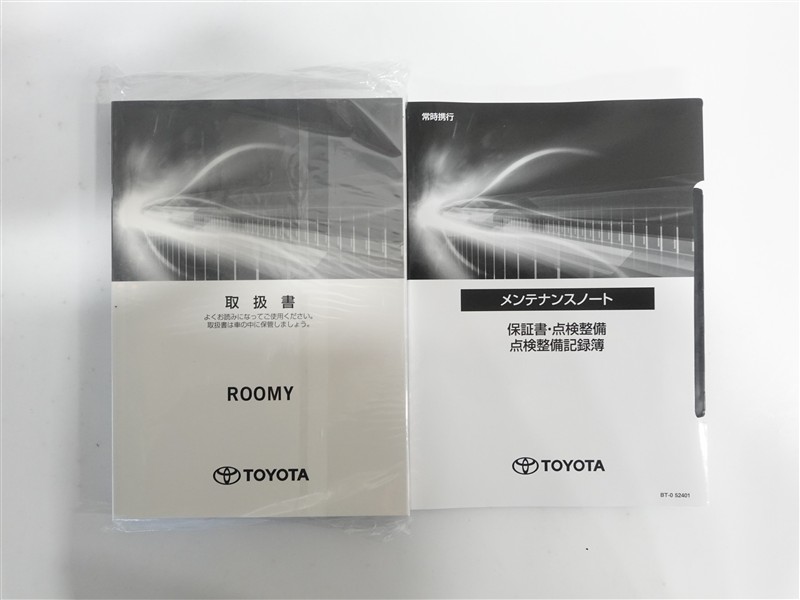 取扱書
よくお読みになってご使用ください。
取扱書は車の中に保管しましょう。
ROOMY
TOYOTA
常時携行
メンテナンスノート
保証書・点検整備
点検整備記録簿
TOYOTA
BT-0 S2401